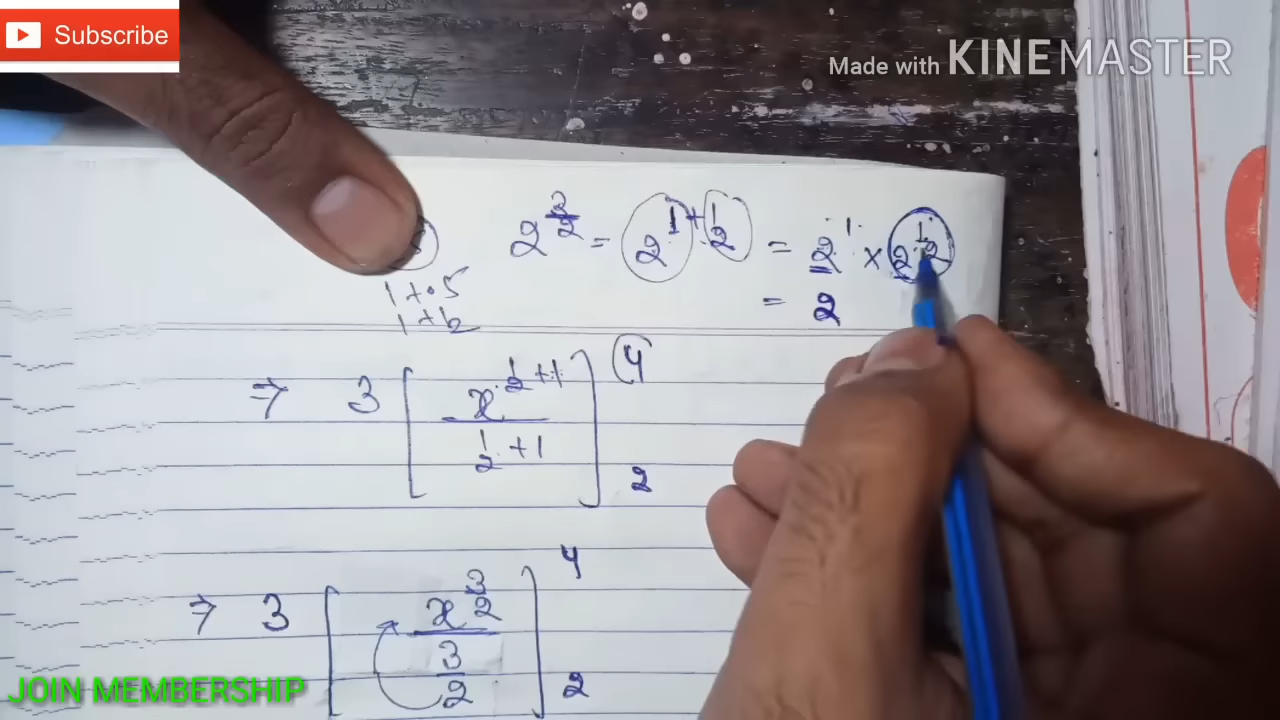 Subscribe
Made with KINEMASTER
2^(3/2) = 2^(1+1/2) = 2^1 × 2^(1/2)
= 2
1+.5
1+1/2
⇒ 3 [ x^(1/2+1) / (1/2+1) ] 4 2
⇒ 3 [ x^(3/2) / (3/2) ] 4 2
JOIN MEMBERSHIP